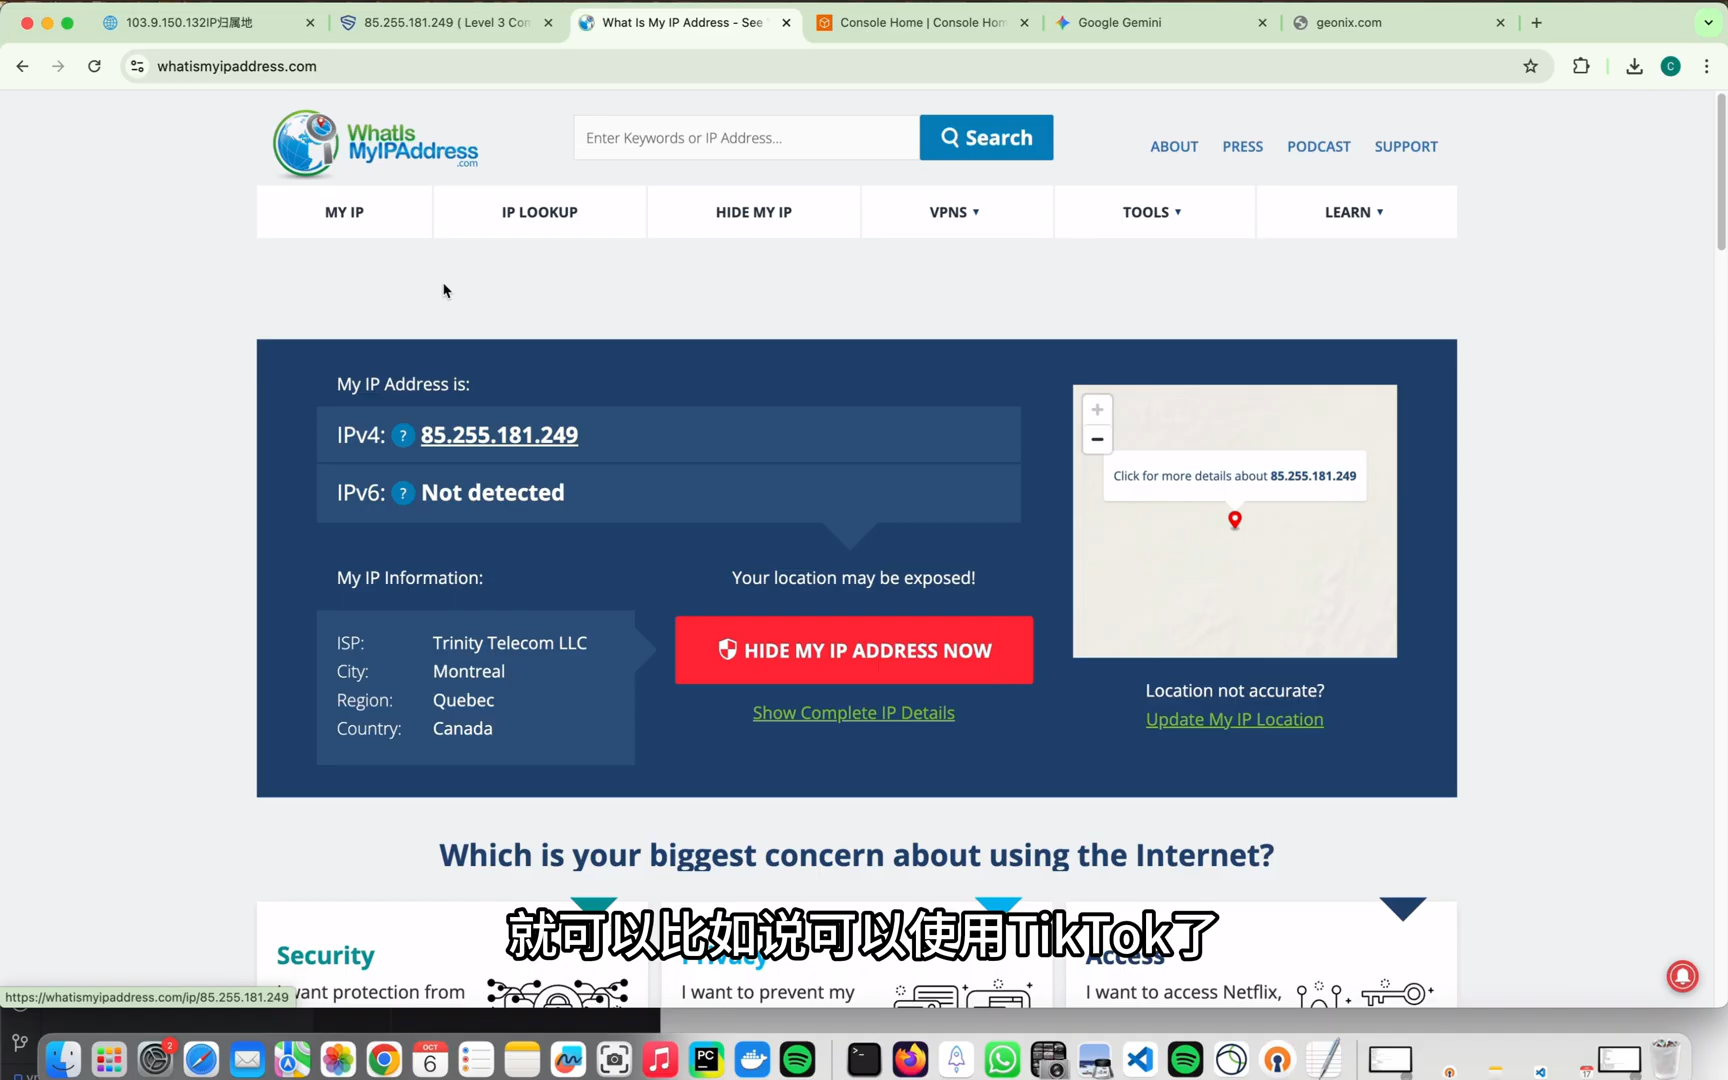 103.9.150.132IP归属地
85.255.181.249 ( Level 3 Con
What Is My IP Address - See
Console Home | Console Hom
Google Gemini
geonix.com
whatismyipaddress.com
C
WhatIs
MyIPAddress
.com
Enter Keywords or IP Address...
Search
ABOUT
PRESS
PODCAST
SUPPORT
MY IP
IP LOOKUP
HIDE MY IP
VPNS
TOOLS
LEARN
My IP Address is:
IPv4: ? 85.255.181.249
IPv6: ? Not detected
Click for more details about 85.255.181.249
My IP Information:
Your location may be exposed!
ISP: Trinity Telecom LLC
City: Montreal
Region: Quebec
Country: Canada
HIDE MY IP ADDRESS NOW
Show Complete IP Details
Location not accurate?
Update My IP Location
Which is your biggest concern about using the Internet?
就可以比如说可以使用TikTok了
Security
Privacy
Access
want protection from
I want to prevent my
I want to access Netflix,
https://whatismyipaddress.com/ip/85.255.181.249
2
OCT
6
PC
17